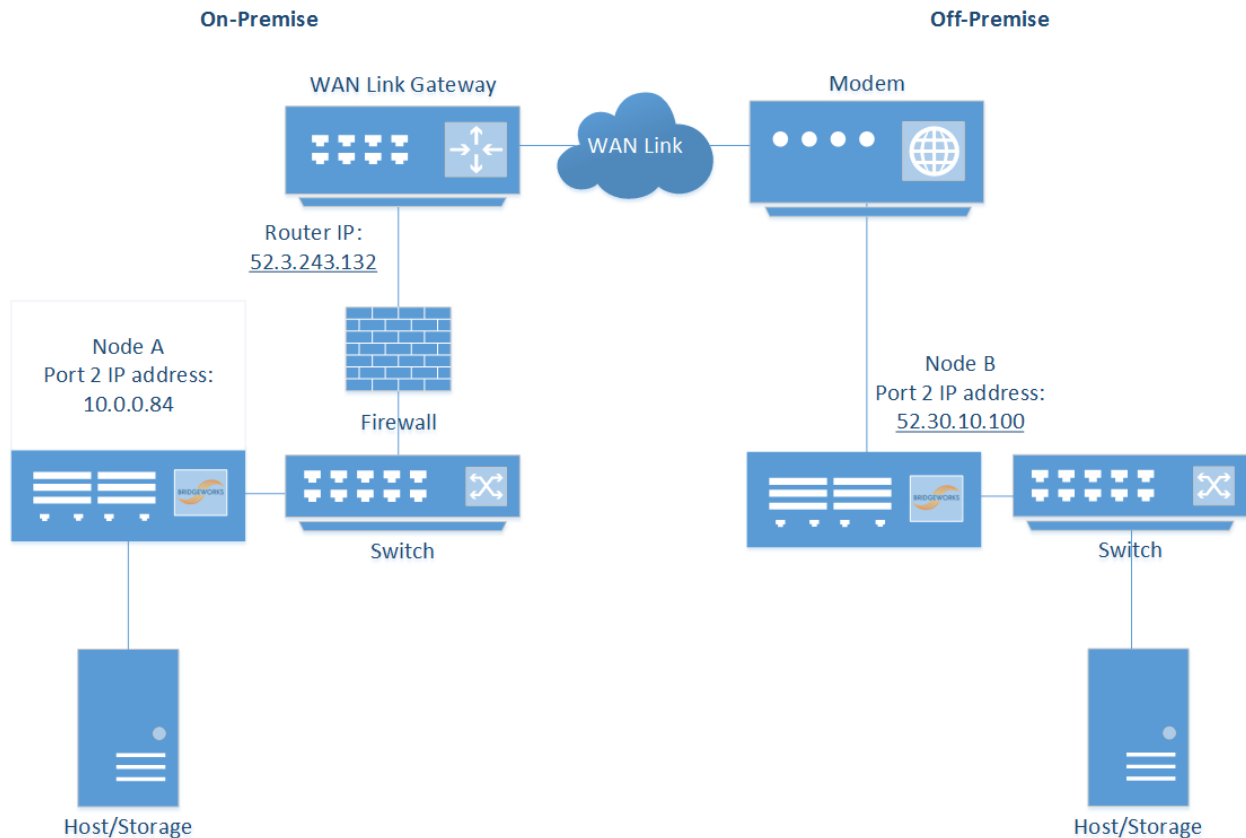 On-Premise
Off-Premise
WAN Link Gateway
Modem
WAN Link
Router IP:
52.3.243.132
Node A
Port 2 IP address:
10.0.0.84
Node B
Port 2 IP address:
52.30.10.100
Firewall
BRIDGEWORKS
BRIDGEWORKS
Switch
Switch
Host/Storage
Host/Storage